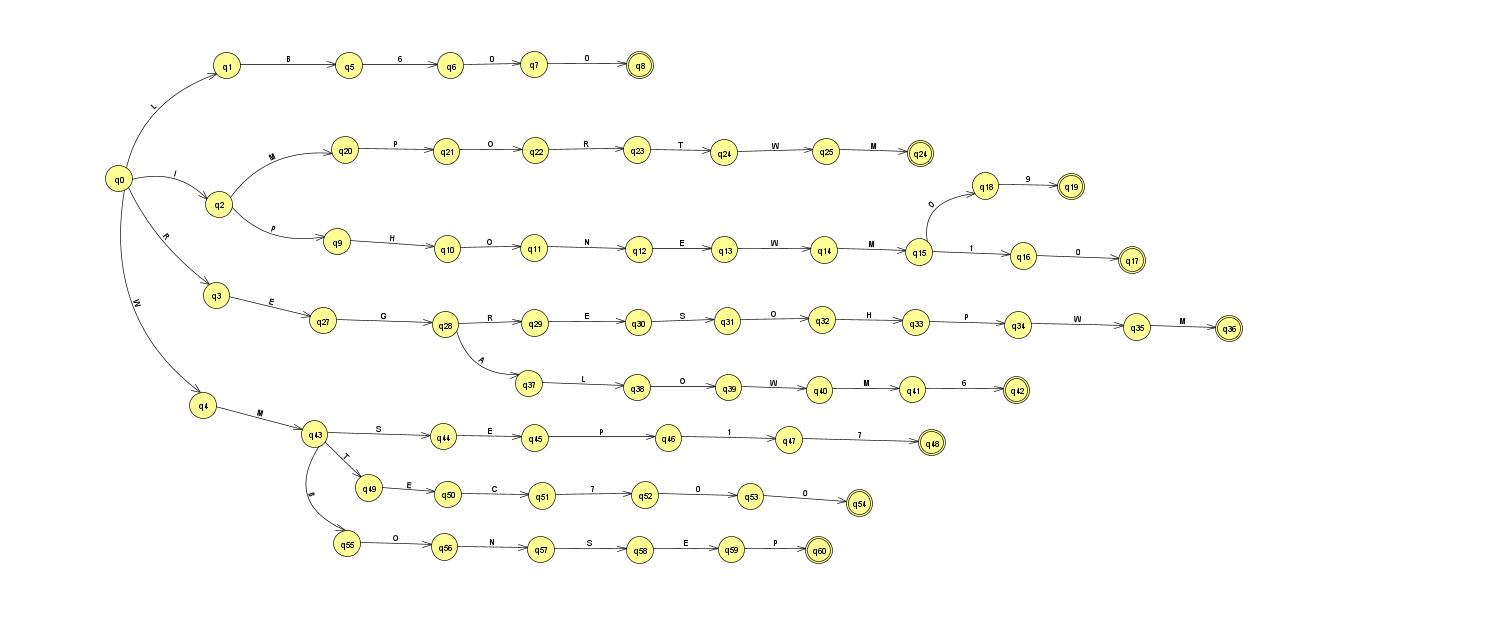 q1 B q5 6 q6 0 q7 0 q8
L
q20 P q21 O q22 R q23 T q24 W q25 M q24
M
q0 I q2
q18 9 q19
0
P q9 H q10 O q11 N q12 E q13 W q14 M q15 1 q16 0 q17
R
q3 E q27 G q28 R q29 E q30 S q31 O q32 H q33 P q34 W q35 M q36
W
A q37 L q38 O q39 W q40 M q41 6 q42
q4 M q43 S q44 E q45 P q46 1 q47 7 q48
T
q49 E q50 C q51 7 q52 0 q53 0 q54
q55 O q56 N q57 S q58 E q59 P q60